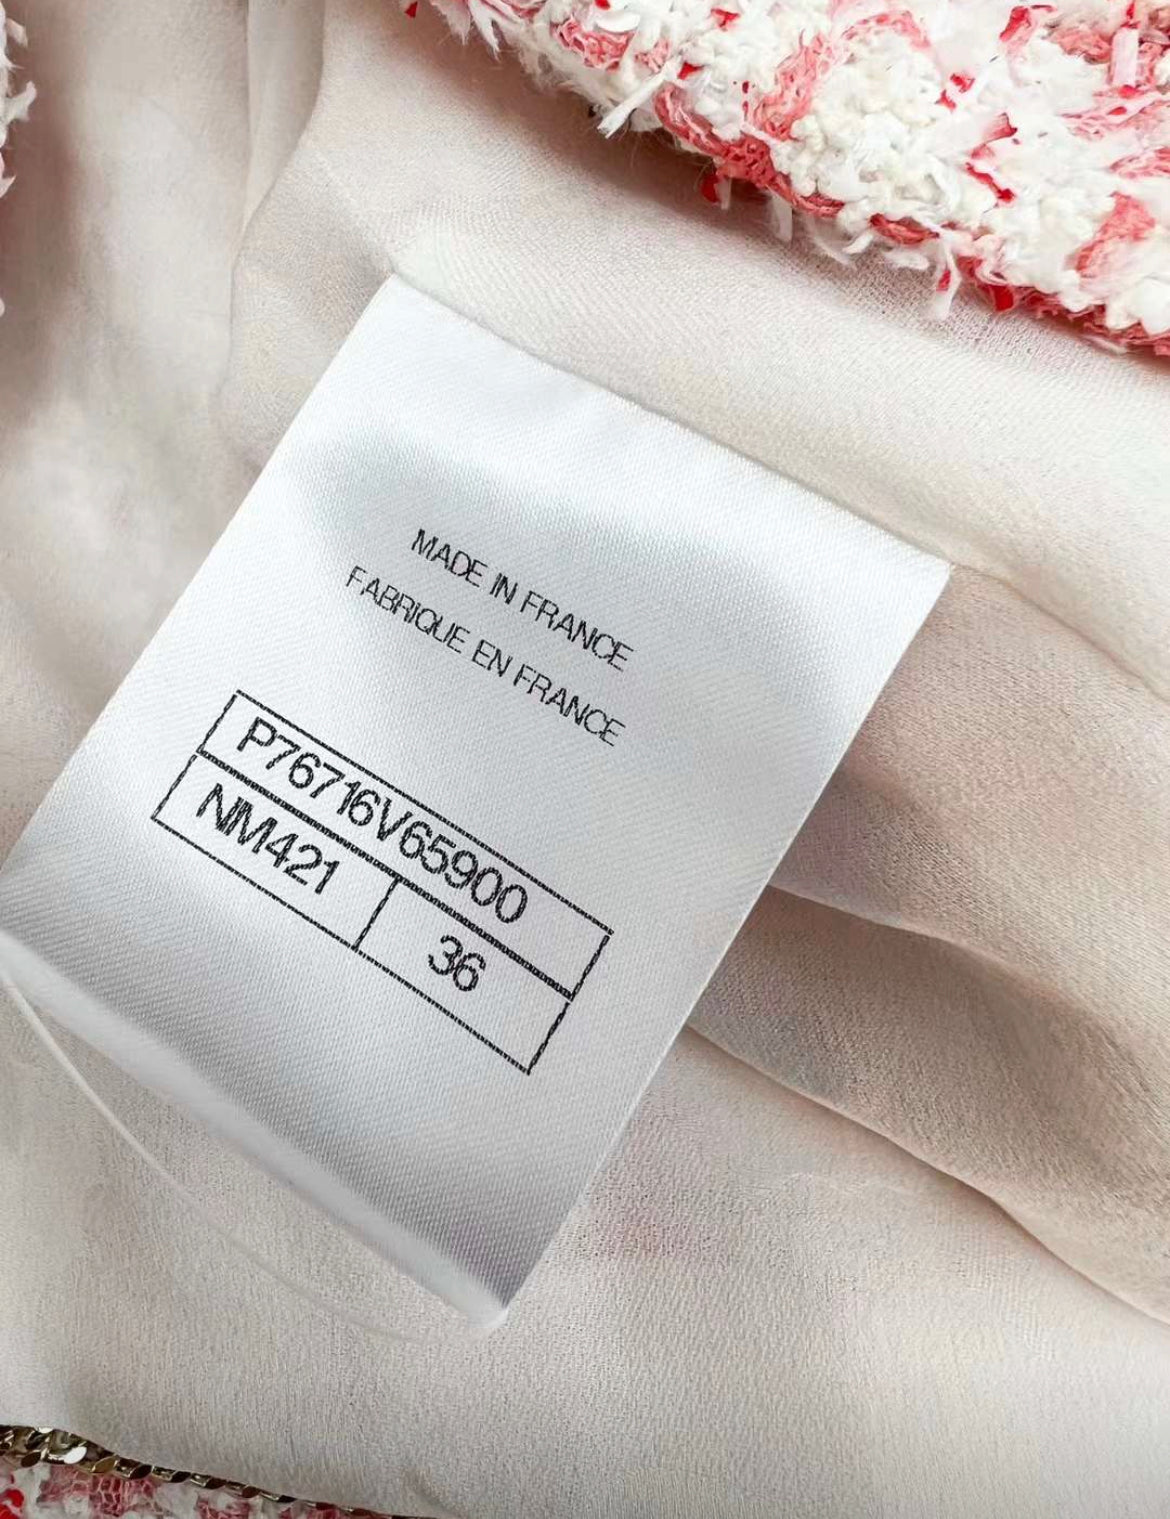 MADE IN FRANCE
FABRIQUE EN FRANCE
P76716V65900
NM421 36